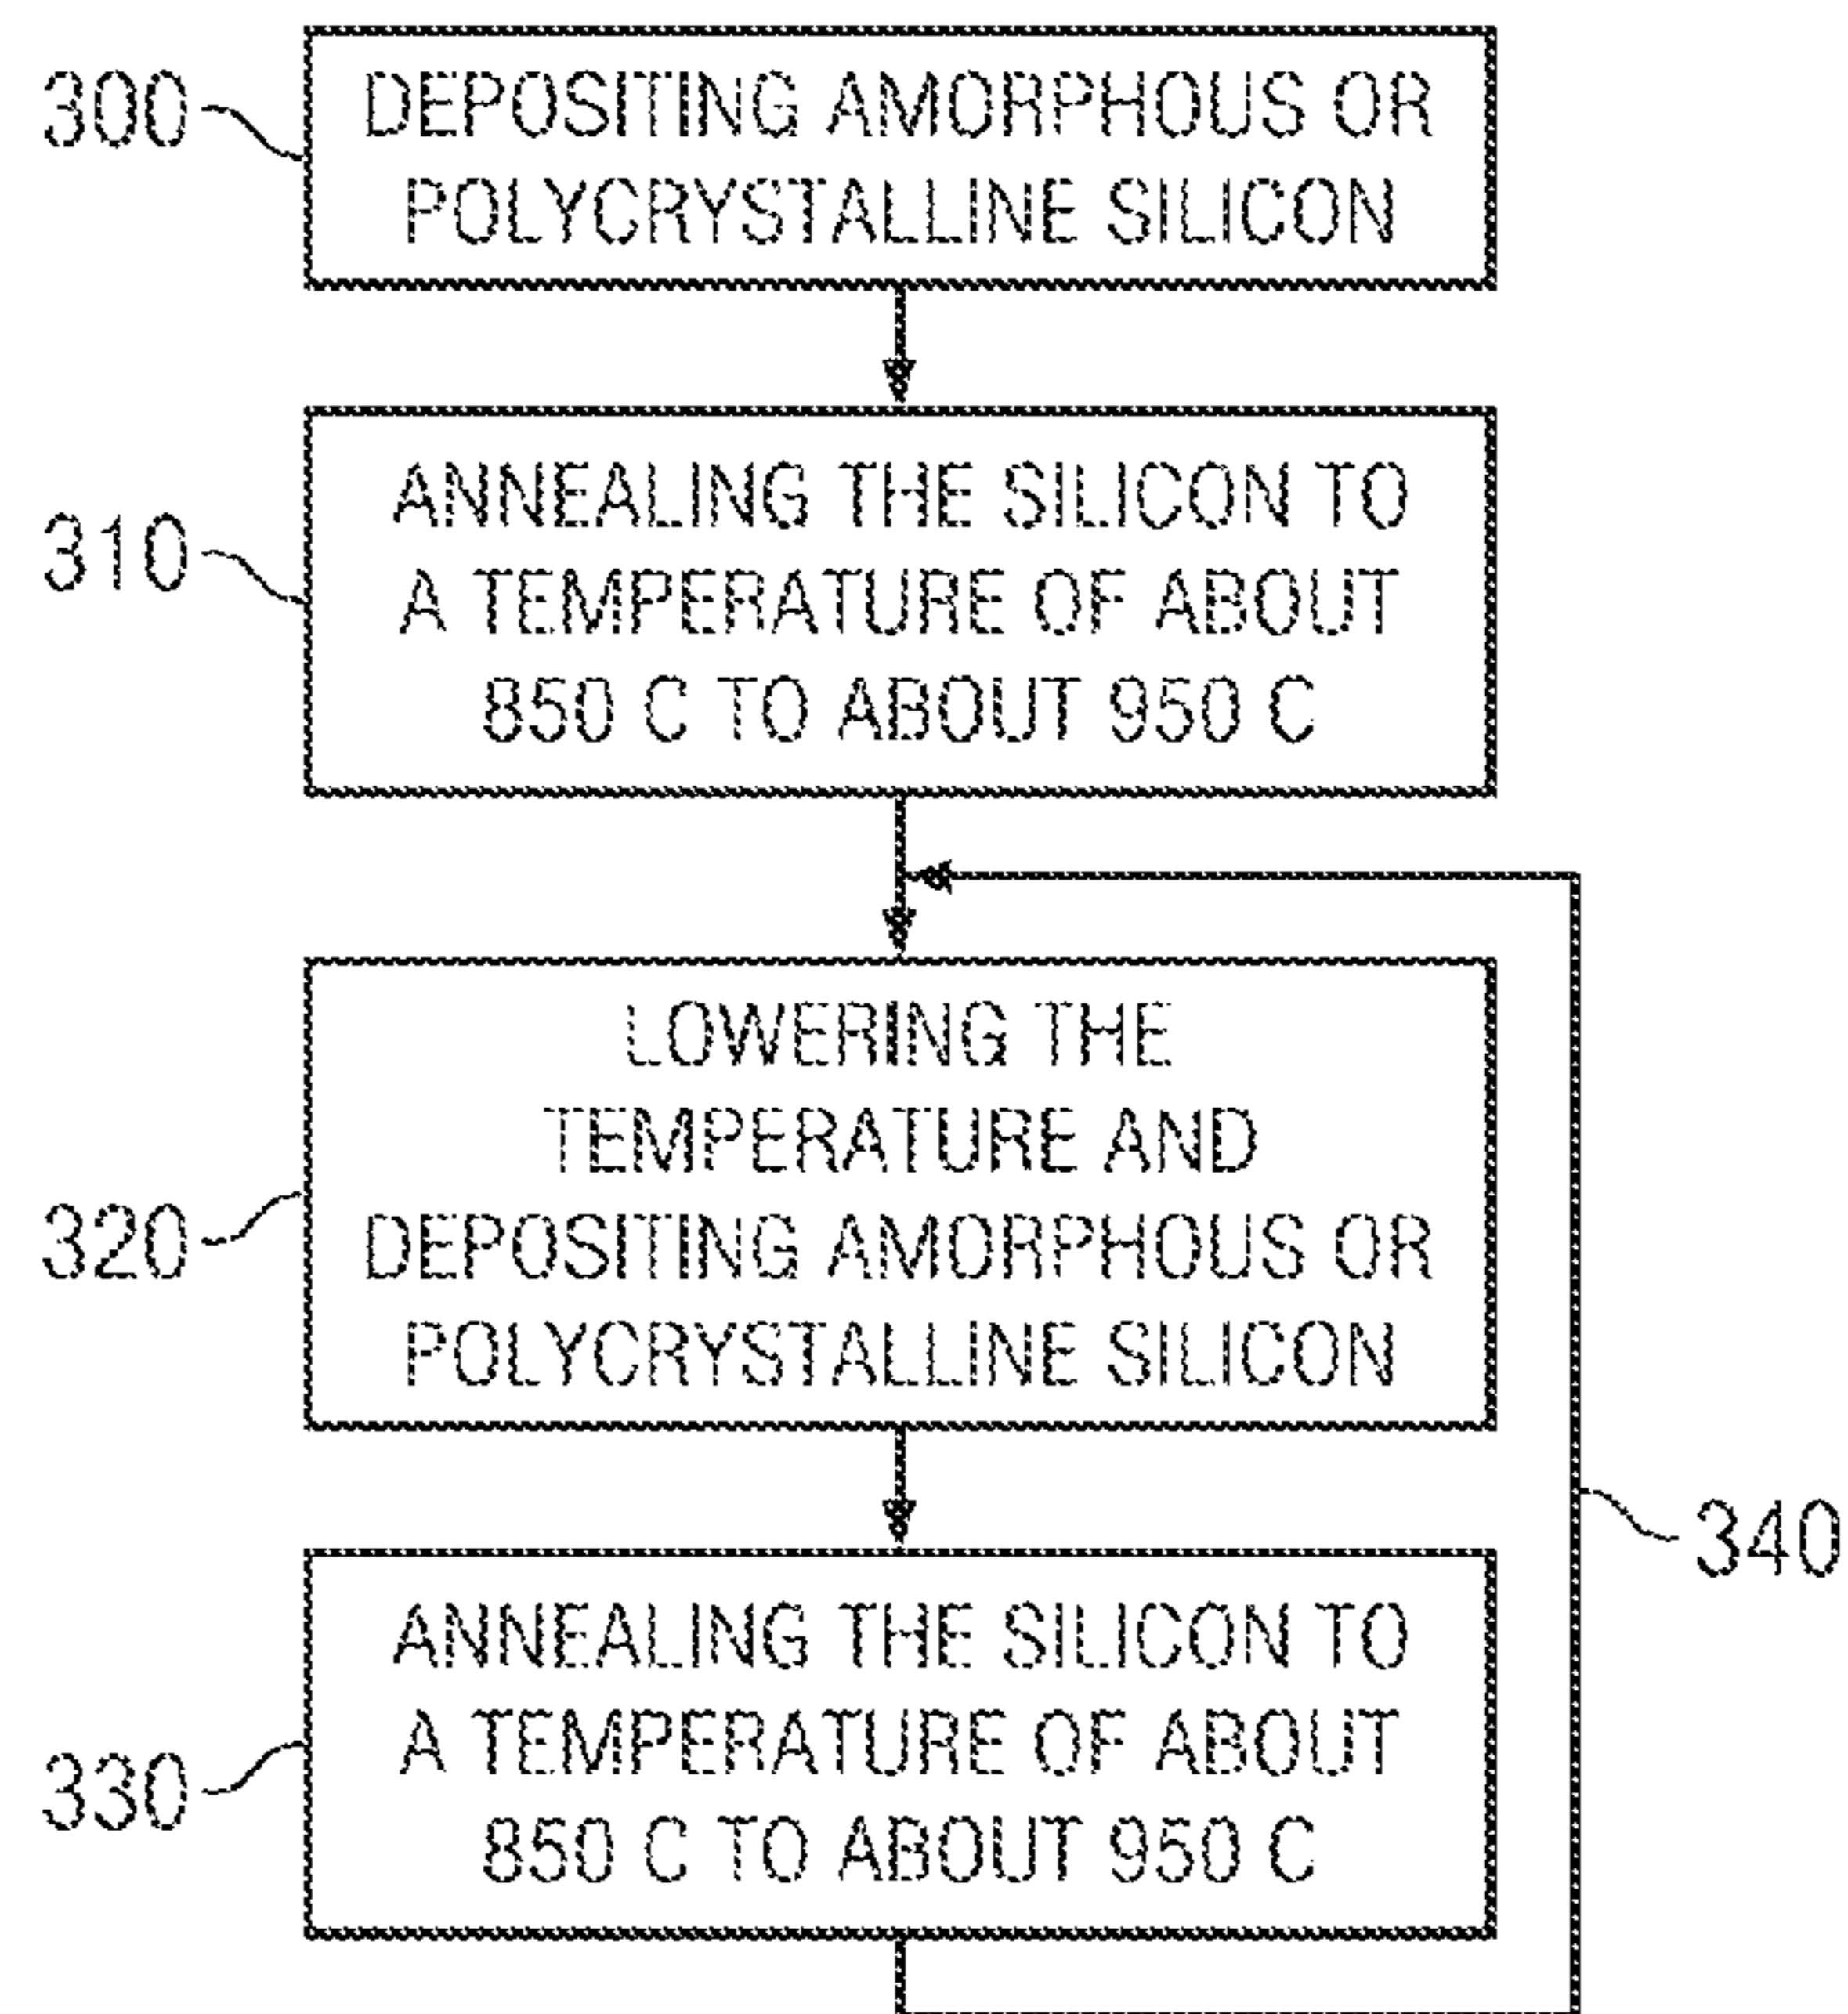 300
DEPOSITING AMORPHOUS OR
POLYCRYSTALLINE SILICON
310
ANNEALING THE SILICON TO
A TEMPERATURE OF ABOUT
850 C TO ABOUT 950 C
320
LOWERING THE
TEMPERATURE AND
DEPOSITING AMORPHOUS OR
POLYCRYSTALLINE SILICON
340
330
ANNEALING THE SILICON TO
A TEMPERATURE OF ABOUT
850 C TO ABOUT 950 C